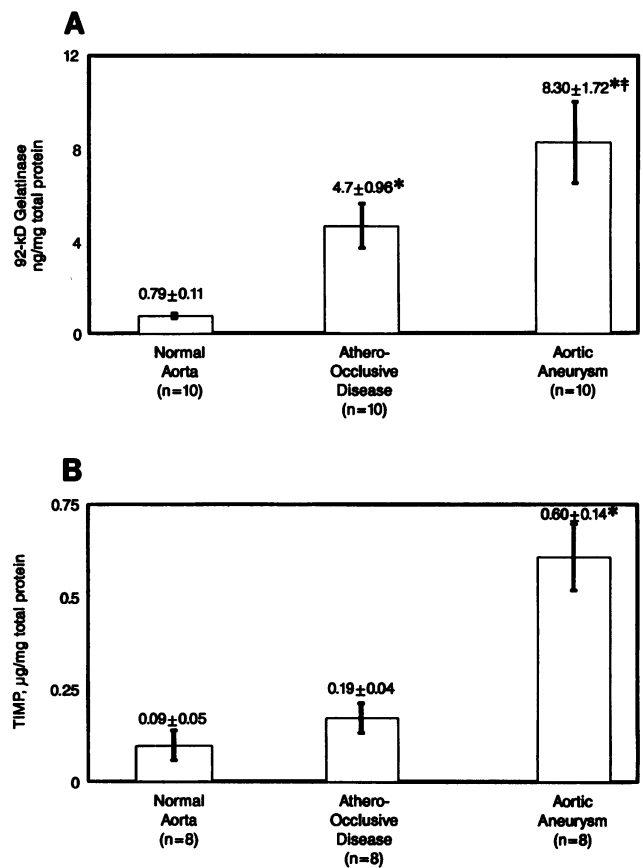 A
12
8
4
0
92-kD Gelatinase
ng/mg total protein
0.79±0.11
4.7±0.96*
8.30±1.72*‡
Normal
Aorta
(n=10)
Athero-
Occlusive
Disease
(n=10)
Aortic
Aneurysm
(n=10)
B
0.75
0.5
0.25
0
TIMP, µg/mg total protein
0.09±0.05
0.19±0.04
0.60±0.14*
Normal
Aorta
(n=8)
Athero-
Occlusive
Disease
(n=8)
Aortic
Aneurysm
(n=8)